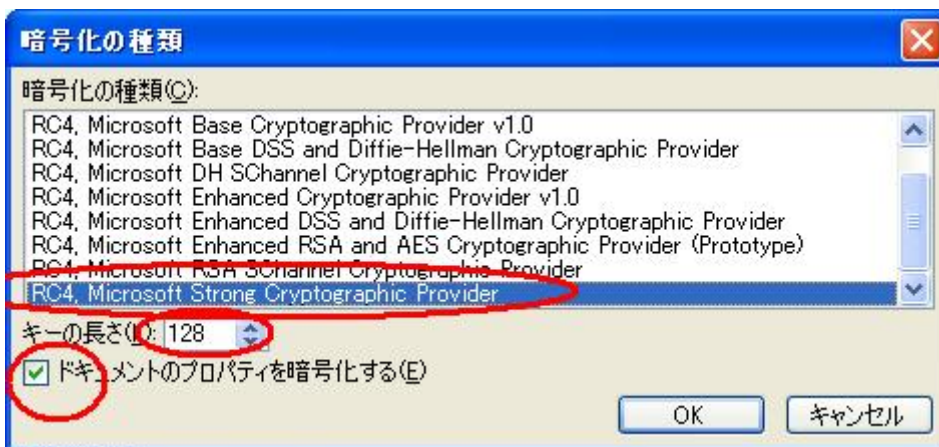 暗号化の種類
暗号化の種類(C):
RC4, Microsoft Base Cryptographic Provider v1.0
RC4, Microsoft Base DSS and Diffie-Hellman Cryptographic Provider
RC4, Microsoft DH SChannel Cryptographic Provider
RC4, Microsoft Enhanced Cryptographic Provider v1.0
RC4, Microsoft Enhanced DSS and Diffie-Hellman Cryptographic Provider
RC4, Microsoft Enhanced RSA and AES Cryptographic Provider (Prototype)
RC4, Microsoft RSA SChannel Cryptographic Provider
RC4, Microsoft Strong Cryptographic Provider
キーの長さ(L): 128
ドキュメントのプロパティを暗号化する(E)
OK キャンセル